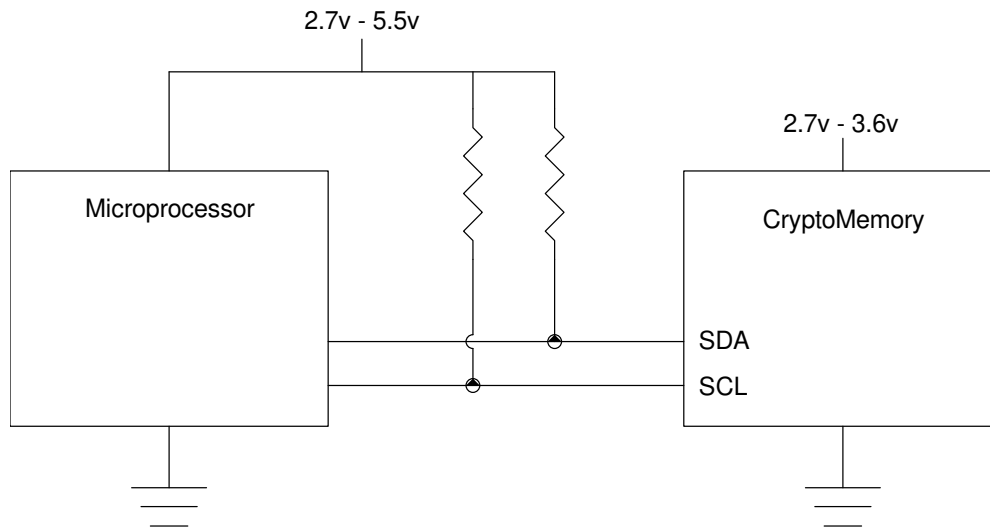 2.7v - 5.5v
2.7v - 3.6v
Microprocessor
CryptoMemory
SDA
SCL